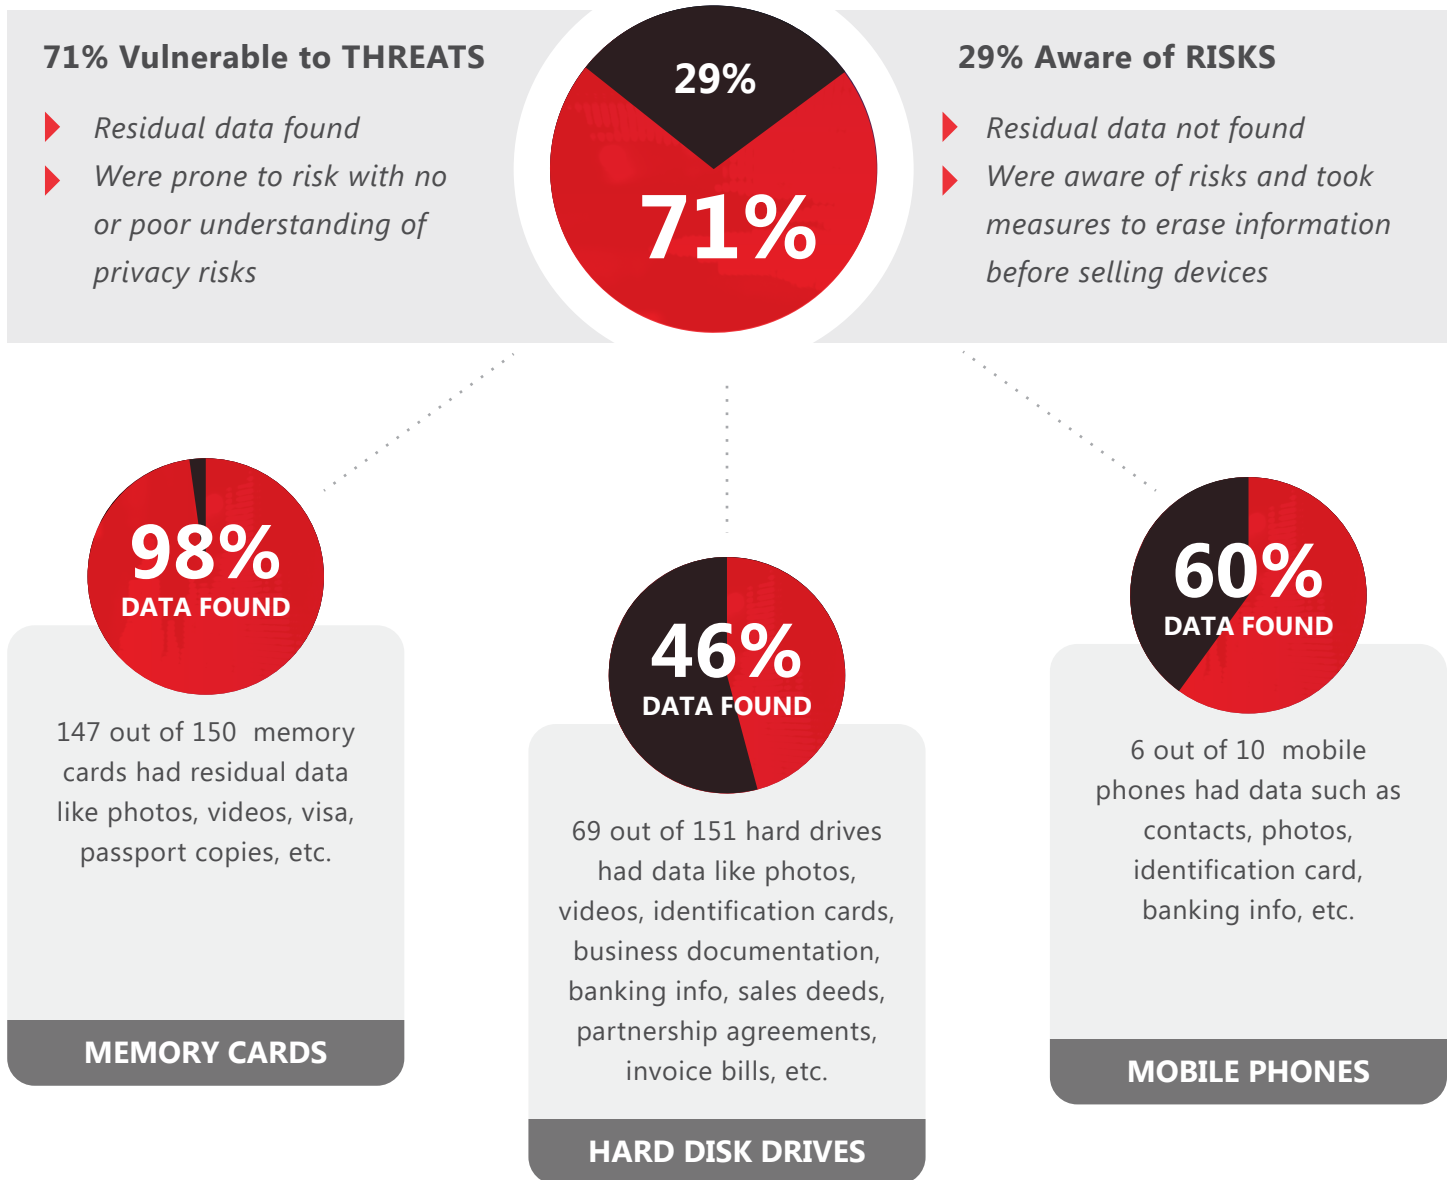 71% Vulnerable to THREATS
Residual data found
Were prone to risk with no
or poor understanding of
privacy risks
29%
71%
29% Aware of RISKS
Residual data not found
Were aware of risks and took
measures to erase information
before selling devices
98%
DATA FOUND
147 out of 150 memory
cards had residual data
like photos, videos, visa,
passport copies, etc.
MEMORY CARDS
46%
DATA FOUND
69 out of 151 hard drives
had data like photos,
videos, identification cards,
business documentation,
banking info, sales deeds,
partnership agreements,
invoice bills, etc.
HARD DISK DRIVES
60%
DATA FOUND
6 out of 10 mobile
phones had data such as
contacts, photos,
identification card,
banking info, etc.
MOBILE PHONES